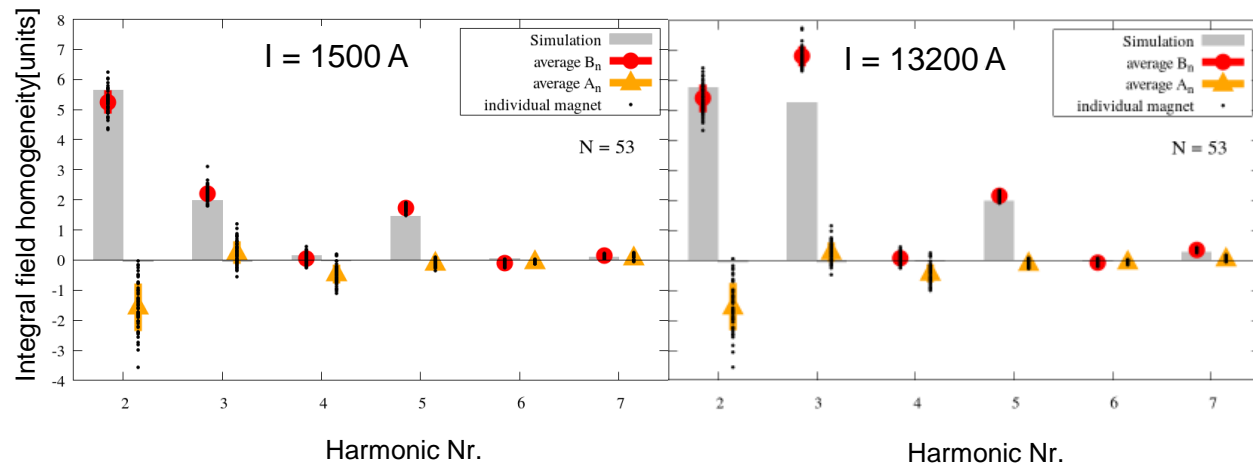 Integral field homogeneity[units]
8
7
6
5
4
3
2
1
0
-1
-2
-3
-4
I = 1500 A
Simulation
average Bn
average An
individual magnet
N = 53
2 3 4 5 6 7
Harmonic Nr.
I = 13200 A
Simulation
average Bn
average An
individual magnet
N = 53
2 3 4 5 6 7
Harmonic Nr.